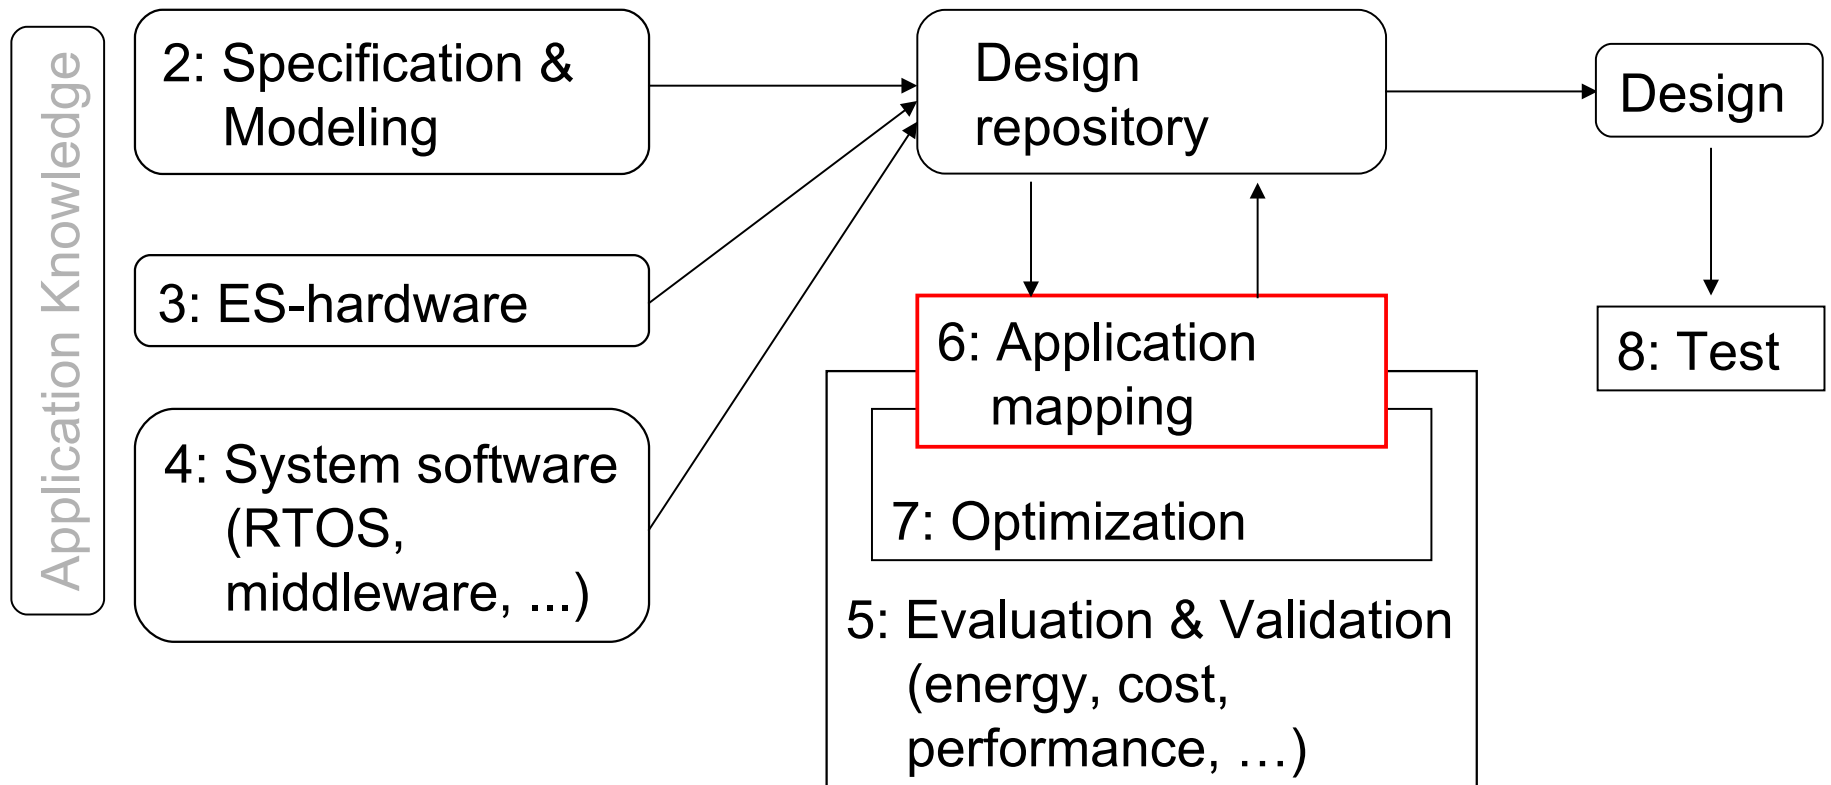 Application Knowledge
2: Specification &
Modeling
3: ES-hardware
4: System software
(RTOS,
middleware, ...)
Design
repository
6: Application
mapping
7: Optimization
5: Evaluation & Validation
(energy, cost,
performance, …)
Design
8: Test